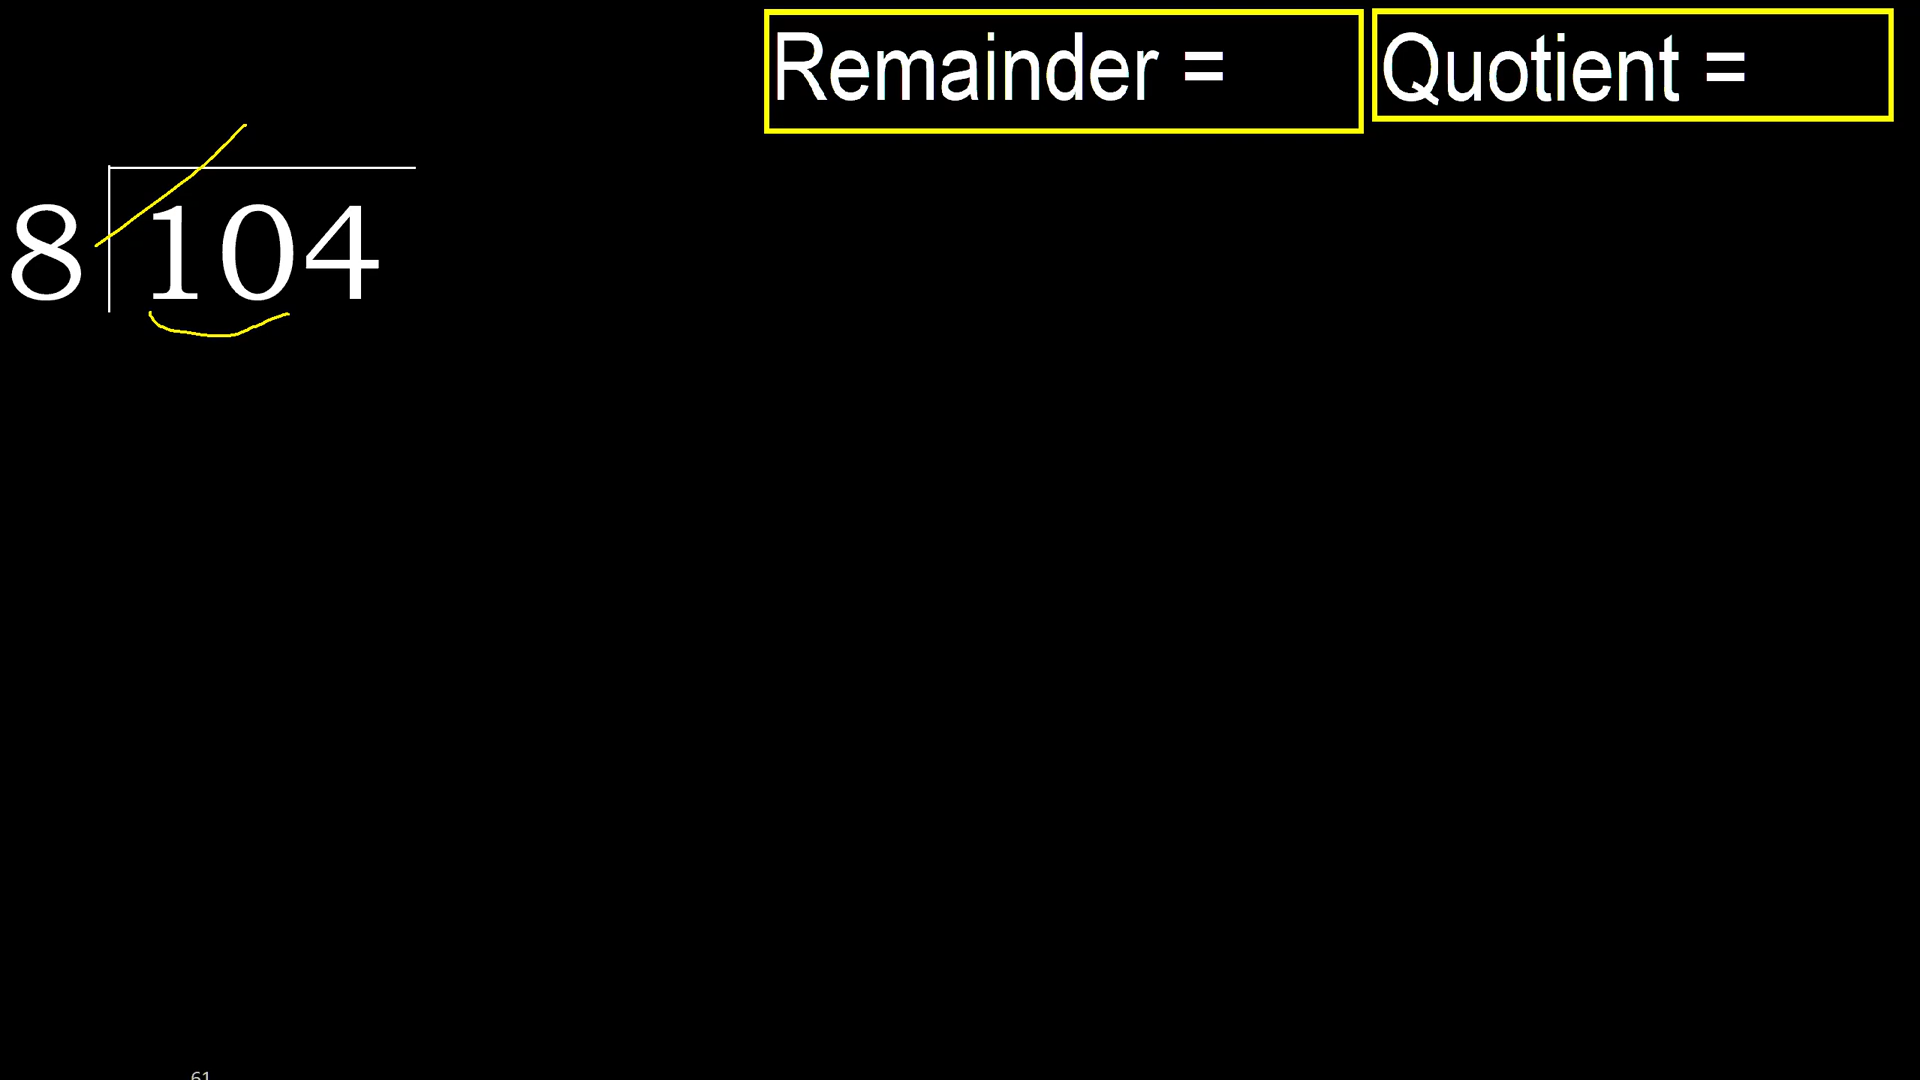 Remainder = Quotient =
8 104
61